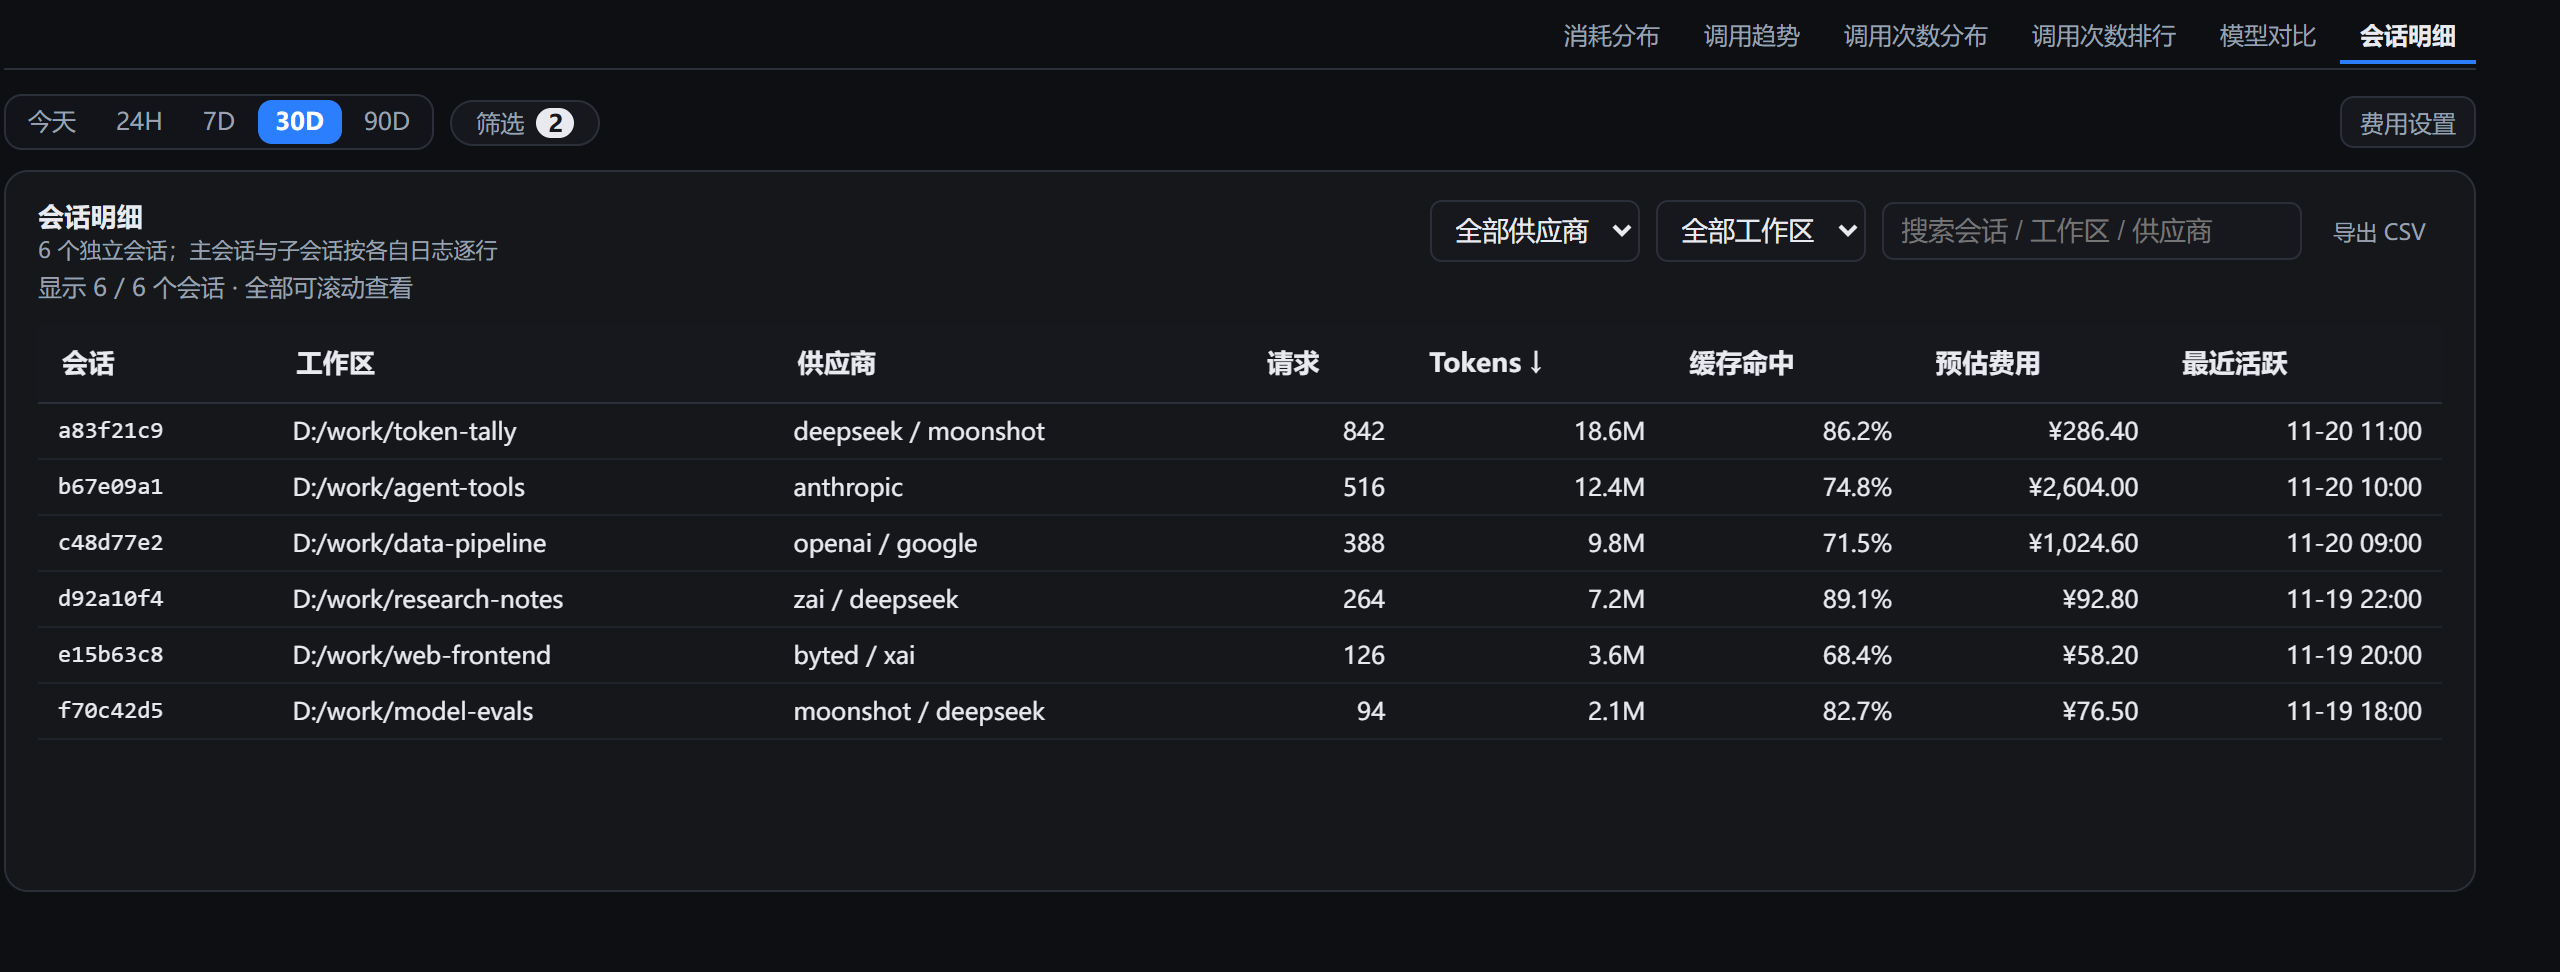 消耗分布 调用趋势 调用次数分布 调用次数排行 模型对比 会话明细
今天 24H 7D 30D 90D 筛选 2 费用设置
会话明细
6 个独立会话；主会话与子会话按各自日志逐行
显示 6 / 6 个会话 · 全部可滚动查看
全部供应商 全部工作区 搜索会话 / 工作区 / 供应商 导出 CSV
会话 工作区 供应商 请求 Tokens ↓ 缓存命中 预估费用 最近活跃
a83f21c9 D:/work/token-tally deepseek / moonshot 842 18.6M 86.2% ¥286.40 11-20 11:00
b67e09a1 D:/work/agent-tools anthropic 516 12.4M 74.8% ¥2,604.00 11-20 10:00
c48d77e2 D:/work/data-pipeline openai / google 388 9.8M 71.5% ¥1,024.60 11-20 09:00
d92a10f4 D:/work/research-notes zai / deepseek 264 7.2M 89.1% ¥92.80 11-19 22:00
e15b63c8 D:/work/web-frontend byted / xai 126 3.6M 68.4% ¥58.20 11-19 20:00
f70c42d5 D:/work/model-evals moonshot / deepseek 94 2.1M 82.7% ¥76.50 11-19 18:00